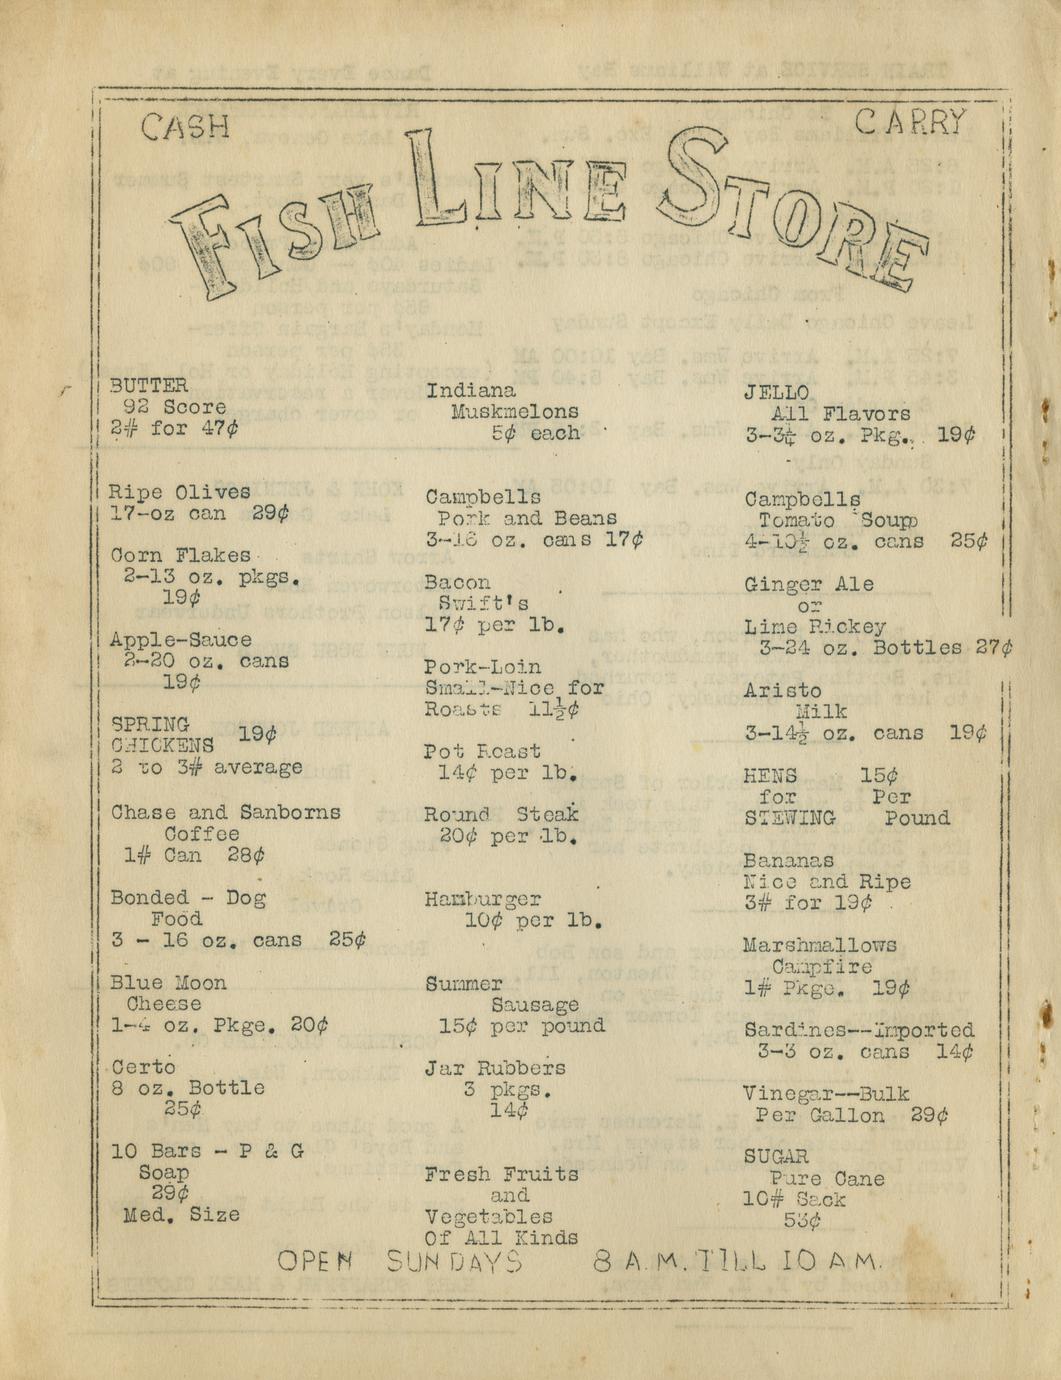 CASH
CARRY
FISH LINE STORE
BUTTER
92 Score
2# for 47¢
Ripe Olives
17-oz can 29¢
Corn Flakes
2-13 oz. pkgs.
19¢
Apple-Sauce
2-20 oz. cans
19¢
SPRING
CHICKENS 19¢
2 to 3# average
Chase and Sanborns
Coffee
1# Can 28¢
Bonded - Dog
Food
3 - 16 oz. cans 25¢
Blue Moon
Cheese
1-4 oz. Pkge. 20¢
Certo
8 oz. Bottle
25¢
10 Bars - P & G
Soap
29¢
Med. Size
Indiana
Muskmelons
5¢ each
Campbells
Pork and Beans
3-16 oz. cans 17¢
Bacon
Swift's
17¢ per lb.
Pork-Loin
Small-Nice for
Roasts 11½¢
Pot Roast
14¢ per lb.
Round Steak
20¢ per lb.
Hamburger
10¢ per lb.
Summer
Sausage
15¢ per pound
Jar Rubbers
3 pkgs.
14¢
Fresh Fruits
and
Vegetables
Of All Kinds
JELLO
All Flavors
3-3¼ oz. Pkg. 19¢
Campbells
Tomato Soup
4-10½ oz. cans 25¢
Ginger Ale
or
Lime Rickey
3-24 oz. Bottles 27¢
Aristo
Milk
3-14½ oz. cans 19¢
HENS 15¢
for Per
STEWING Pound
Bananas
Nice and Ripe
3# for 19¢
Marshmallows
Campfire
1# Pkge. 19¢
Sardines--Imported
3-3 oz. cans 14¢
Vinegar--Bulk
Per Gallon 29¢
SUGAR
Pure Cane
10# Sack
53¢
OPEN SUNDAYS 8 A.M. TILL 10 A.M.